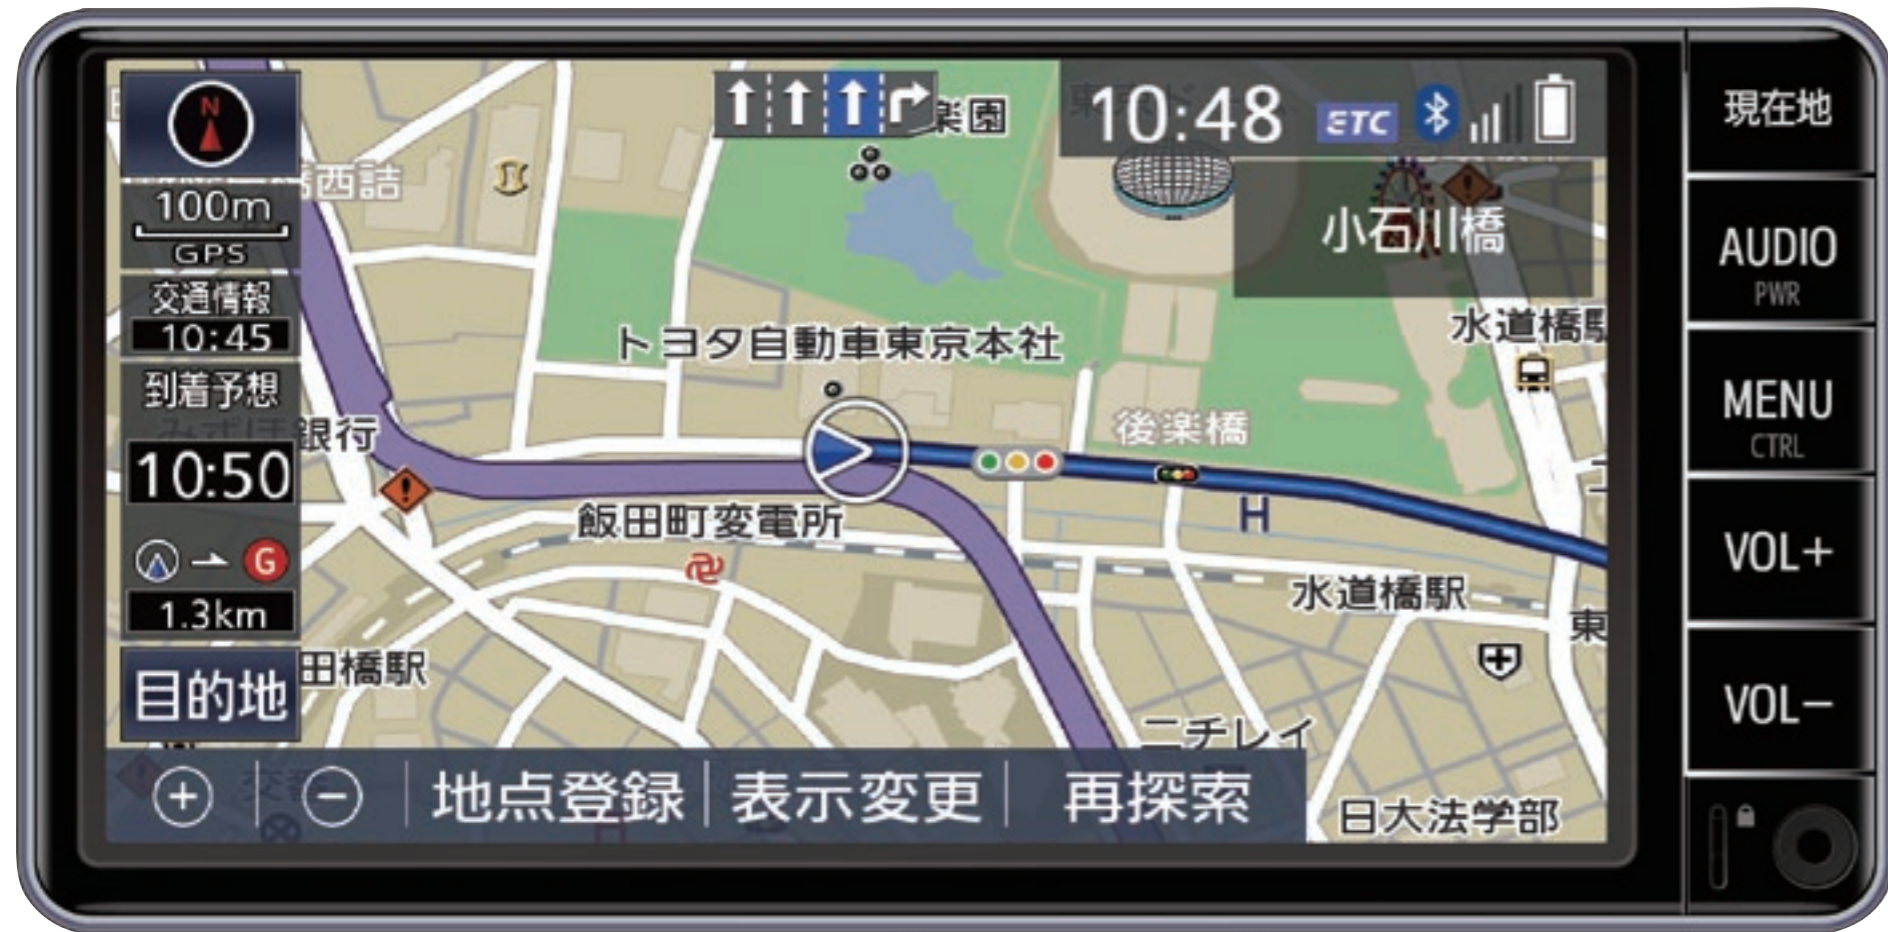 N
100m
GPS
交通情報
10:45
到着予想
10:50
G
1.3km
目的地
西詰
楽園
10:48
ETC
小石川橋
水道橋駅
トヨタ自動車東京本社
銀行
後楽橋
飯田町変電所
H
水道橋駅
東
田橋駅
ニチレイ
日大法学部
地点登録
表示変更
再探索
現在地
AUDIO
PWR
MENU
CTRL
VOL+
VOL-